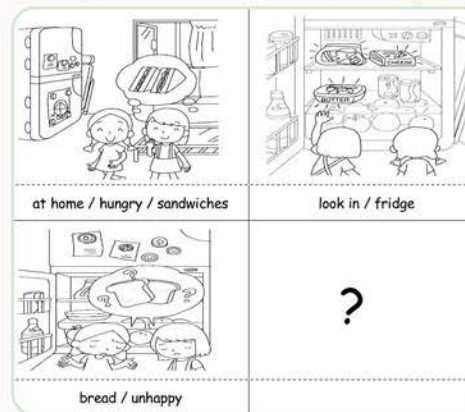 CHEESE
BUTTER
at home / hungry / sandwiches
look in / fridge
? ? ?
?
bread / unhappy